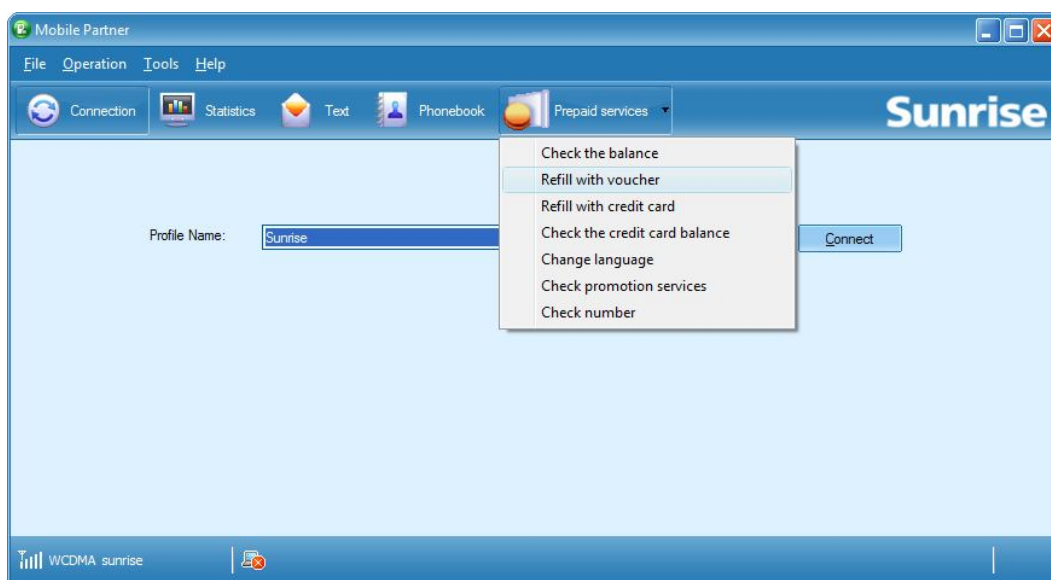 Mobile Partner
File Operation Tools Help
Connection Statistics Text Phonebook Prepaid services Sunrise
Check the balance
Refill with voucher
Refill with credit card
Profile Name: Sunrise
Check the credit card balance
Connect
Change language
Check promotion services
Check number
WCDMA sunrise